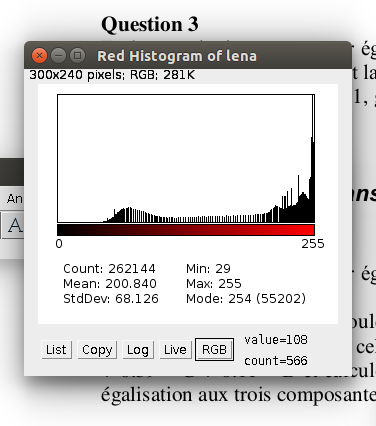 Question 3
Red Histogram of lena
300x240 pixels; RGB; 281K
0 255
Count: 262144 Min: 29
Mean: 200.840 Max: 255
StdDev: 68.126 Mode: 254 (55202)
List Copy Log Live RGB
value=108
count=566
An
A
égalisation aux trois composante